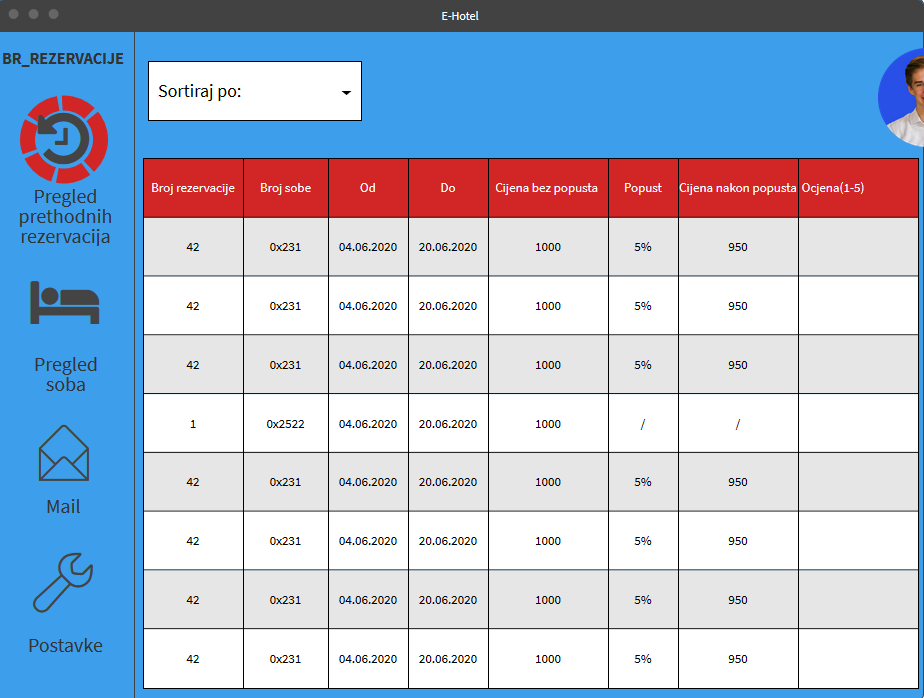 E-Hotel
BR_REZERVACIJE
Pregled
prethodnih
rezervacija
Pregled
soba
Mail
Postavke
Sortiraj po:
Broj rezervacije Broj sobe Od Do Cijena bez popusta Popust Cijena nakon popusta Ocjena(1-5)
42 0x231 04.06.2020 20.06.2020 1000 5% 950
42 0x231 04.06.2020 20.06.2020 1000 5% 950
42 0x231 04.06.2020 20.06.2020 1000 5% 950
1 0x2522 04.06.2020 20.06.2020 1000 / /
42 0x231 04.06.2020 20.06.2020 1000 5% 950
42 0x231 04.06.2020 20.06.2020 1000 5% 950
42 0x231 04.06.2020 20.06.2020 1000 5% 950
42 0x231 04.06.2020 20.06.2020 1000 5% 950